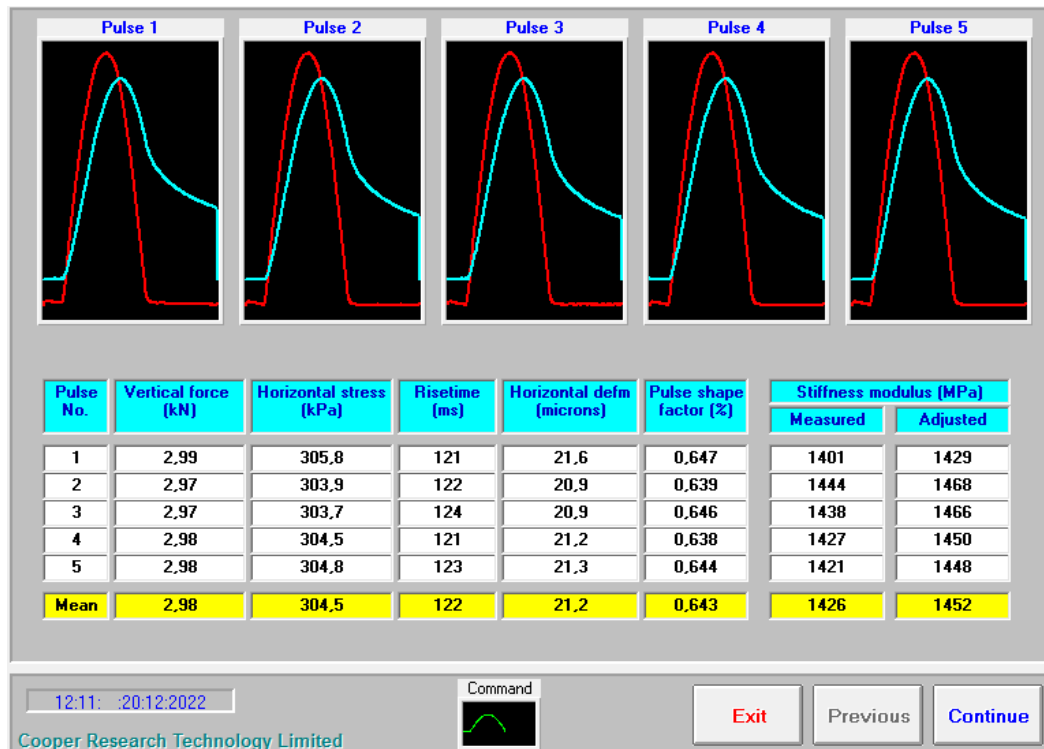 Pulse 1 Pulse 2 Pulse 3 Pulse 4 Pulse 5
Pulse No. Vertical force (kN) Horizontal stress (kPa) Risetime (ms) Horizontal defm (microns) Pulse shape factor (%) Stiffness modulus (MPa)
Measured Adjusted
1 2,99 305,8 121 21,6 0,647 1401 1429
2 2,97 303,9 122 20,9 0,639 1444 1468
3 2,97 303,7 124 20,9 0,646 1438 1466
4 2,98 304,5 121 21,2 0,638 1427 1450
5 2,98 304,8 123 21,3 0,644 1421 1448
Mean 2,98 304,5 122 21,2 0,643 1426 1452
12:11: :20:12:2022
Command
Exit Previous Continue
Cooper Research Technology Limited